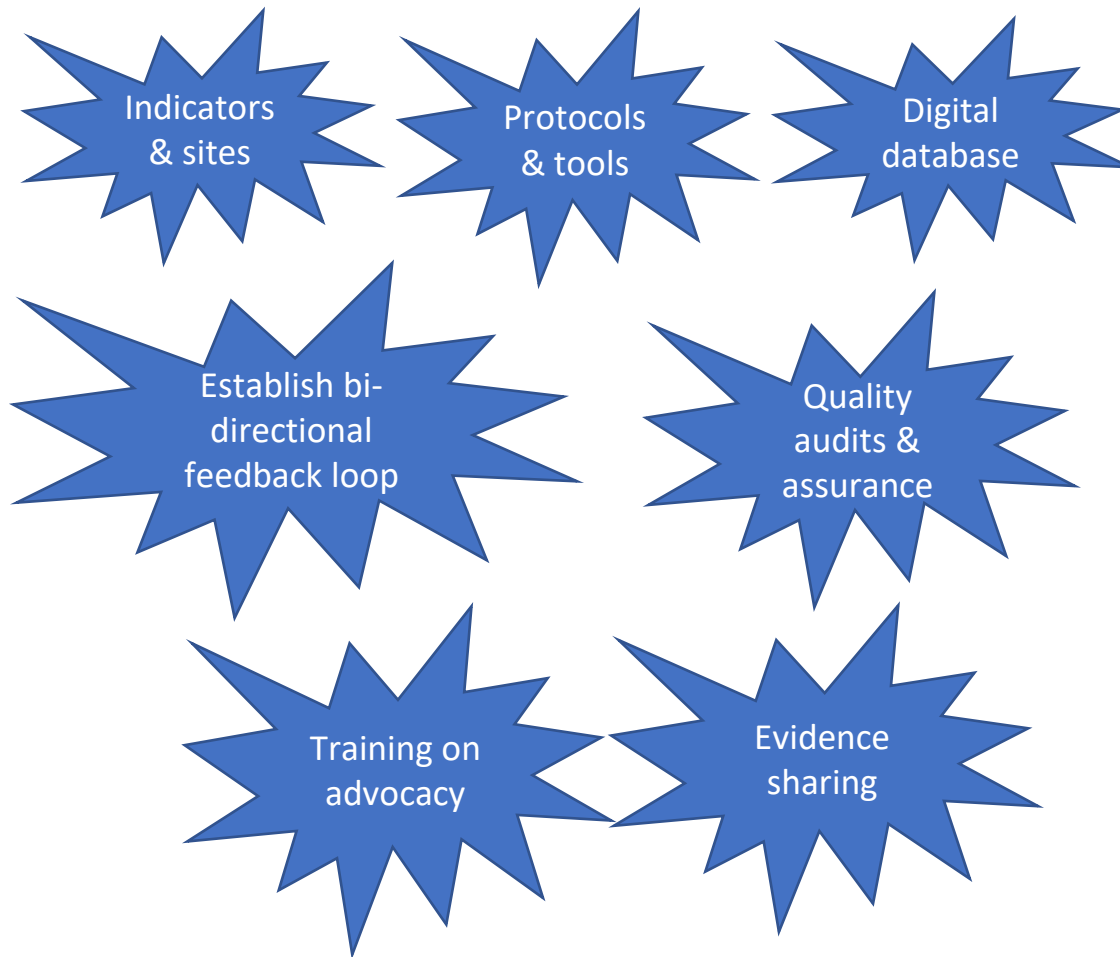 Indicators
& sites
Protocols
& tools
Digital
database
Establish bi-
directional
feedback loop
Quality
audits &
assurance
Training on
advocacy
Evidence
sharing